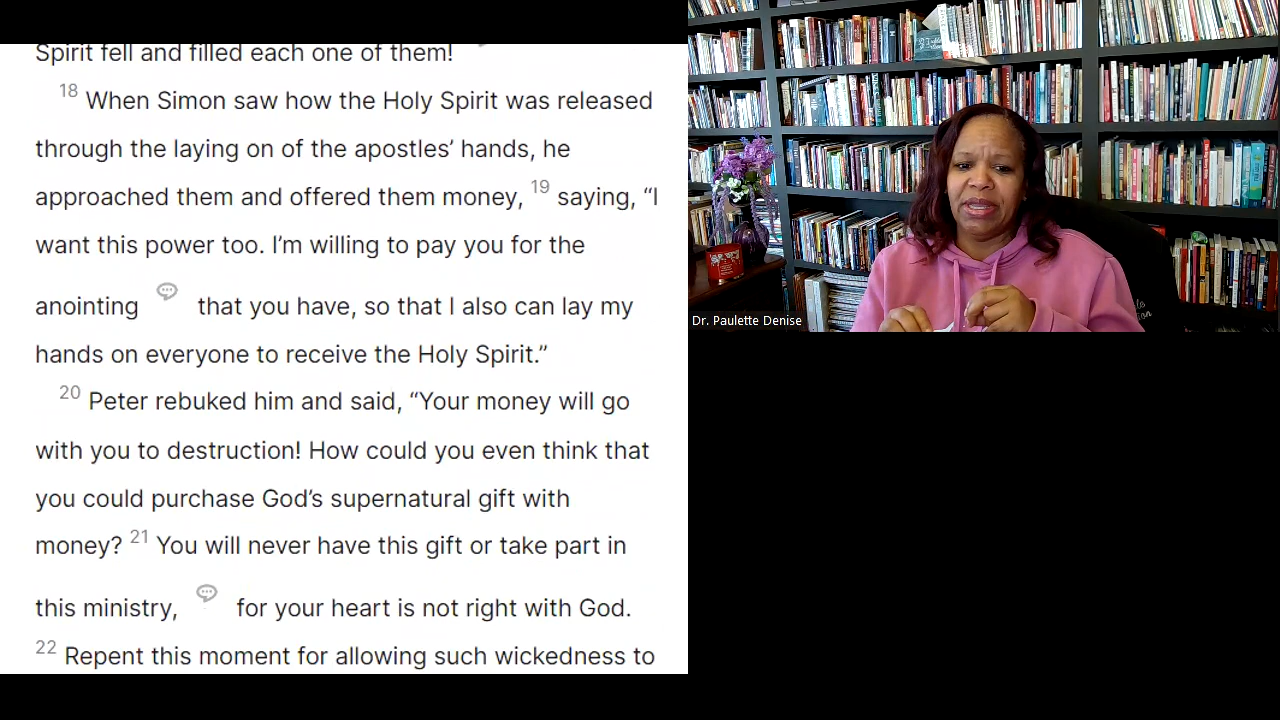 Spirit fell and filled each one of them!
18 When Simon saw how the Holy Spirit was released
through the laying on of the apostles’ hands, he
approached them and offered them money, 19 saying, “I
want this power too. I’m willing to pay you for the
anointing that you have, so that I also can lay my
hands on everyone to receive the Holy Spirit.”
20 Peter rebuked him and said, “Your money will go
with you to destruction! How could you even think that
you could purchase God’s supernatural gift with
money? 21 You will never have this gift or take part in
this ministry, for your heart is not right with God.
22 Repent this moment for allowing such wickedness to
Dr. Paulette Denise